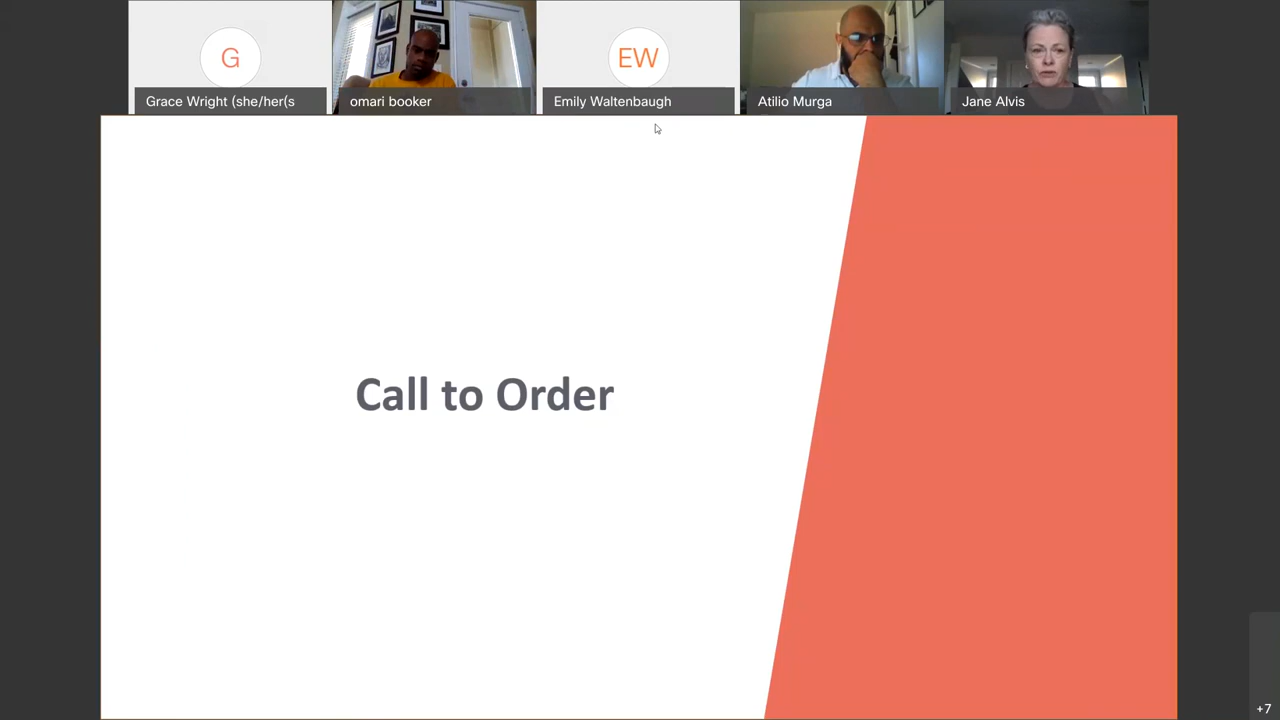 G
Grace Wright (she/her(s
omari booker
EW
Emily Waltenbaugh
Atilio Murga
Jane Alvis
Call to Order
+7